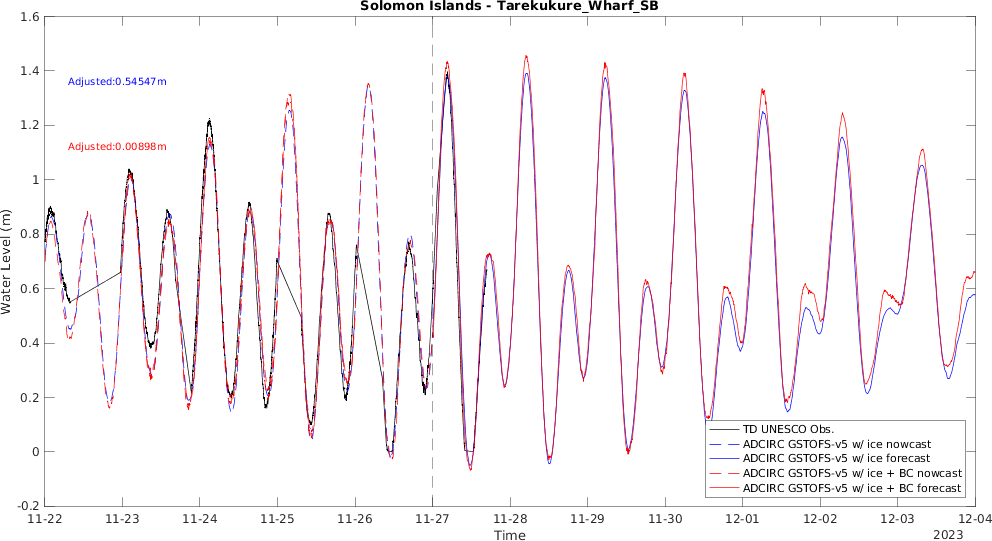 Solomon Islands - Tarekukure_Wharf_SB
1.6
1.4
1.2
1
0.8
0.6
0.4
0.2
0
-0.2
Water Level (m)
Adjusted:0.54547m
Adjusted:0.00898m
TD UNESCO Obs.
ADCIRC GSTOFS-v5 w/ ice nowcast
ADCIRC GSTOFS-v5 w/ ice forecast
ADCIRC GSTOFS-v5 w/ ice + BC nowcast
ADCIRC GSTOFS-v5 w/ ice + BC forecast
11-22 11-23 11-24 11-25 11-26 11-27 11-28 11-29 11-30 12-01 12-02 12-03 12-04
Time
2023